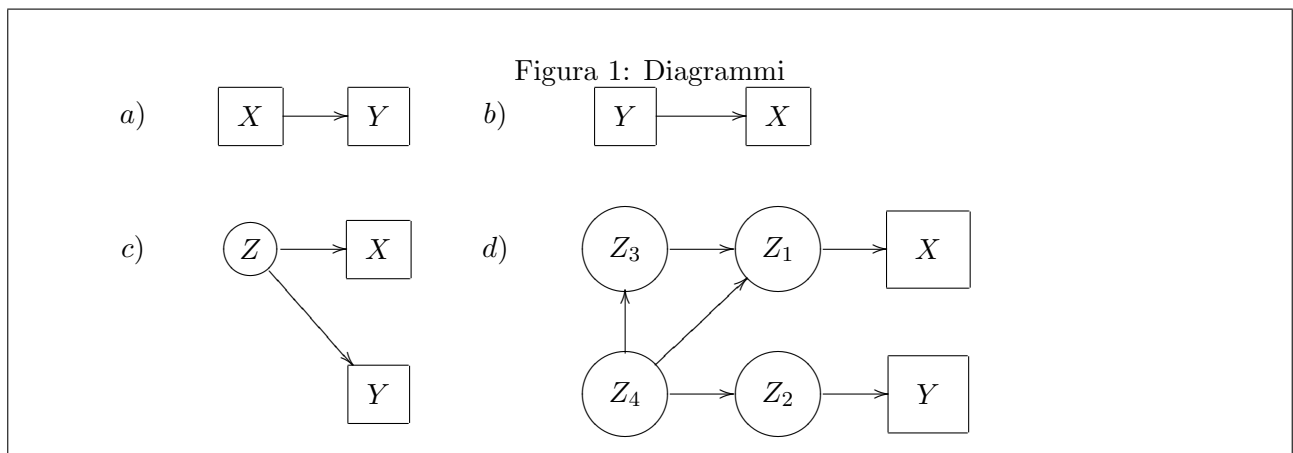 Figura 1: Diagrammi
a) X Y b) Y X
c) Z X d) Z₃ Z₁ X
Y Z₄ Z₂ Y